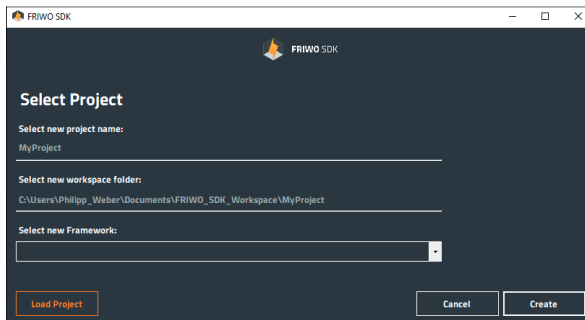 FRIWO SDK
FRIWO SDK
Select Project
Select new project name:
MyProject
Select new workspace folder:
C:\Users\Philipp_Weber\Documents\FRIWO_SDK_Workspace\MyProject
Select new Framework:
Load Project
Cancel
Create